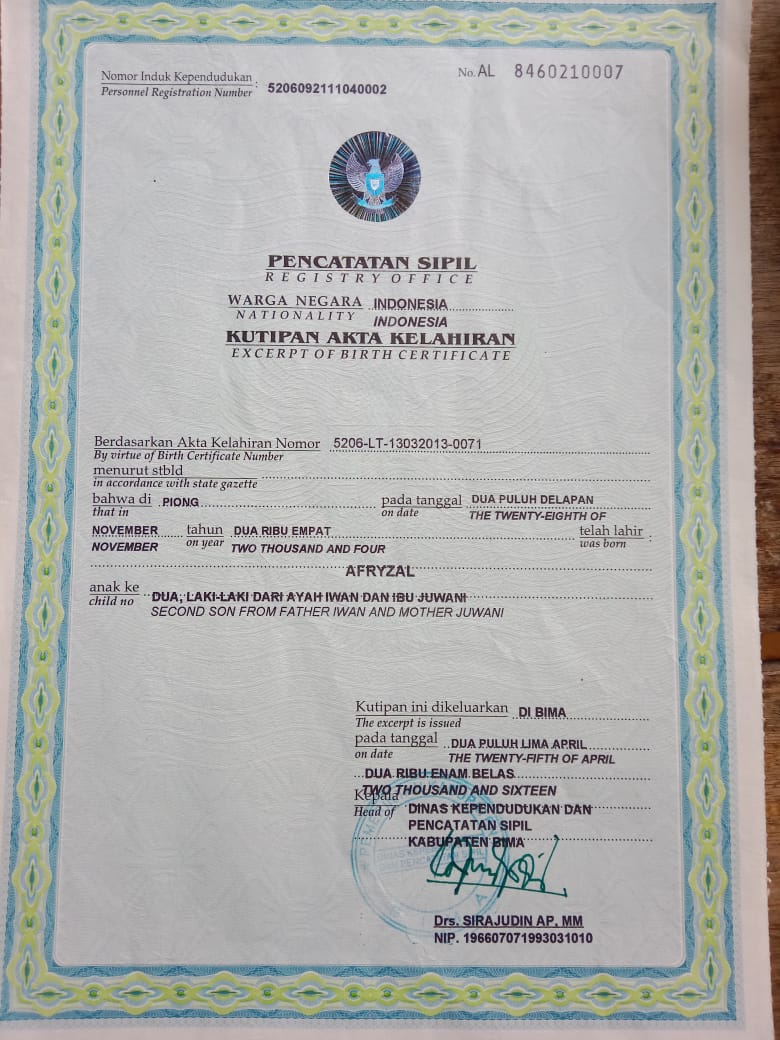 Nomor Induk Kependudukan : 5206092111040002
Personnel Registration Number
No. AL 8460210007
PENCATATAN SIPIL
REGISTRY OFFICE
WARGA NEGARA INDONESIA
NATIONALITY INDONESIA
KUTIPAN AKTA KELAHIRAN
EXCERPT OF BIRTH CERTIFICATE
Berdasarkan Akta Kelahiran Nomor 5206-LT-13032013-0071
By virtue of Birth Certificate Number
menurut stbld
in accordance with state gazette
bahwa di PIONG pada tanggal DUA PULUH DELAPAN
that in on date THE TWENTY-EIGHTH OF
NOVEMBER tahun DUA RIBU EMPAT telah lahir :
NOVEMBER on year TWO THOUSAND AND FOUR was born
AFRYZAL
anak ke DUA, LAKI-LAKI DARI AYAH IWAN DAN IBU JUWANI
child no SECOND SON FROM FATHER IWAN AND MOTHER JUWANI
Kutipan ini dikeluarkan DI BIMA
The excerpt is issued
pada tanggal DUA PULUH LIMA APRIL
on date THE TWENTY-FIFTH OF APRIL
DUA RIBU ENAM BELAS
TWO THOUSAND AND SIXTEEN
Kepala DINAS KEPENDUDUKAN DAN
Head of PENCATATAN SIPIL
KABUPATEN BIMA
Drs. SIRAJUDIN AP, MM
NIP. 196607071993031010